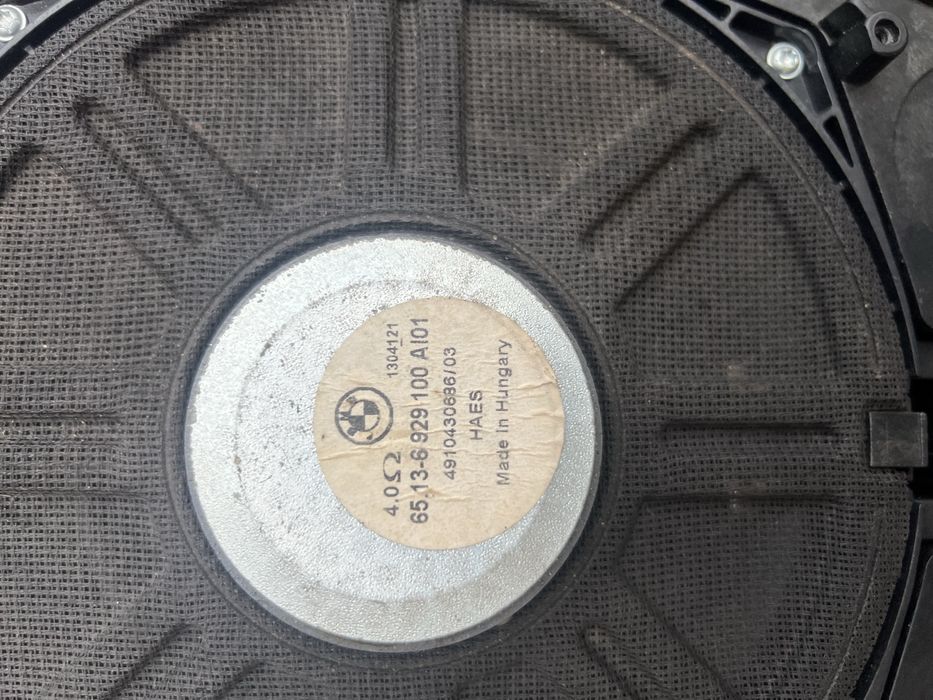 1304121
4.0Ω
65.13-6 929 100 AI01
4910430686/03
HAES
Made In Hungary